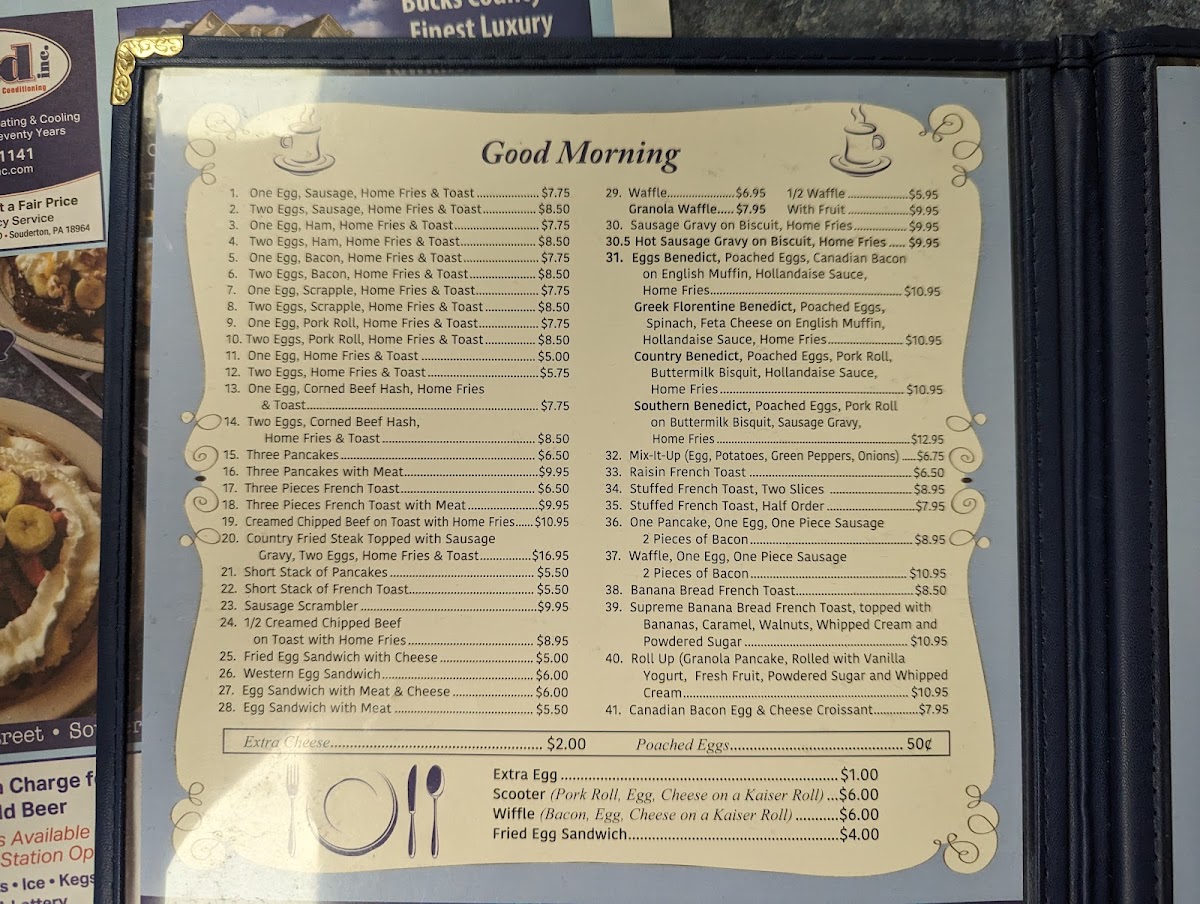 Bucks County
Finest Luxury
d inc.
Conditioning
ating & Cooling
eventy Years
1141
c.com
t a Fair Price
cy Service
• Souderton, PA 18964
Good Morning
1. One Egg, Sausage, Home Fries & Toast $7.75
2. Two Eggs, Sausage, Home Fries & Toast $8.50
3. One Egg, Ham, Home Fries & Toast $7.75
4. Two Eggs, Ham, Home Fries & Toast $8.50
5. One Egg, Bacon, Home Fries & Toast $7.75
6. Two Eggs, Bacon, Home Fries & Toast $8.50
7. One Egg, Scrapple, Home Fries & Toast $7.75
8. Two Eggs, Scrapple, Home Fries & Toast $8.50
9. One Egg, Pork Roll, Home Fries & Toast $7.75
10. Two Eggs, Pork Roll, Home Fries & Toast $8.50
11. One Egg, Home Fries & Toast $5.00
12. Two Eggs, Home Fries & Toast $5.75
13. One Egg, Corned Beef Hash, Home Fries
& Toast $7.75
14. Two Eggs, Corned Beef Hash,
Home Fries & Toast $8.50
15. Three Pancakes $6.50
16. Three Pancakes with Meat $9.95
17. Three Pieces French Toast $6.50
18. Three Pieces French Toast with Meat $9.95
19. Creamed Chipped Beef on Toast with Home Fries $10.95
20. Country Fried Steak Topped with Sausage
Gravy, Two Eggs, Home Fries & Toast $16.95
21. Short Stack of Pancakes $5.50
22. Short Stack of French Toast $5.50
23. Sausage Scrambler $9.95
24. 1/2 Creamed Chipped Beef
on Toast with Home Fries $8.95
25. Fried Egg Sandwich with Cheese $5.00
26. Western Egg Sandwich $6.00
27. Egg Sandwich with Meat & Cheese $6.00
28. Egg Sandwich with Meat $5.50
29. Waffle $6.95 1/2 Waffle $5.95
Granola Waffle $7.95 With Fruit $9.95
30. Sausage Gravy on Biscuit, Home Fries $9.95
30.5 Hot Sausage Gravy on Biscuit, Home Fries $9.95
31. Eggs Benedict, Poached Eggs, Canadian Bacon
on English Muffin, Hollandaise Sauce,
Home Fries $10.95
Greek Florentine Benedict, Poached Eggs,
Spinach, Feta Cheese on English Muffin,
Hollandaise Sauce, Home Fries $10.95
Country Benedict, Poached Eggs, Pork Roll,
Buttermilk Bisquit, Hollandaise Sauce,
Home Fries $10.95
Southern Benedict, Poached Eggs, Pork Roll
on Buttermilk Bisquit, Sausage Gravy,
Home Fries $12.95
32. Mix-It-Up (Egg, Potatoes, Green Peppers, Onions) $6.75
33. Raisin French Toast $6.50
34. Stuffed French Toast, Two Slices $8.95
35. Stuffed French Toast, Half Order $7.95
36. One Pancake, One Egg, One Piece Sausage
2 Pieces of Bacon $8.95
37. Waffle, One Egg, One Piece Sausage
2 Pieces of Bacon $10.95
38. Banana Bread French Toast $8.50
39. Supreme Banana Bread French Toast, topped with
Bananas, Caramel, Walnuts, Whipped Cream and
Powdered Sugar $10.95
40. Roll Up (Granola Pancake, Rolled with Vanilla
Yogurt, Fresh Fruit, Powdered Sugar and Whipped
Cream $10.95
41. Canadian Bacon Egg & Cheese Croissant $7.95
Extra Cheese $2.00 Poached Eggs 50¢
Extra Egg $1.00
Scooter (Pork Roll, Egg, Cheese on a Kaiser Roll) $6.00
Wiffle (Bacon, Egg, Cheese on a Kaiser Roll) $6.00
Fried Egg Sandwich $4.00
reet • So
Charge f
ld Beer
s Available
Station Op
s • Ice • Kegs
Lottery